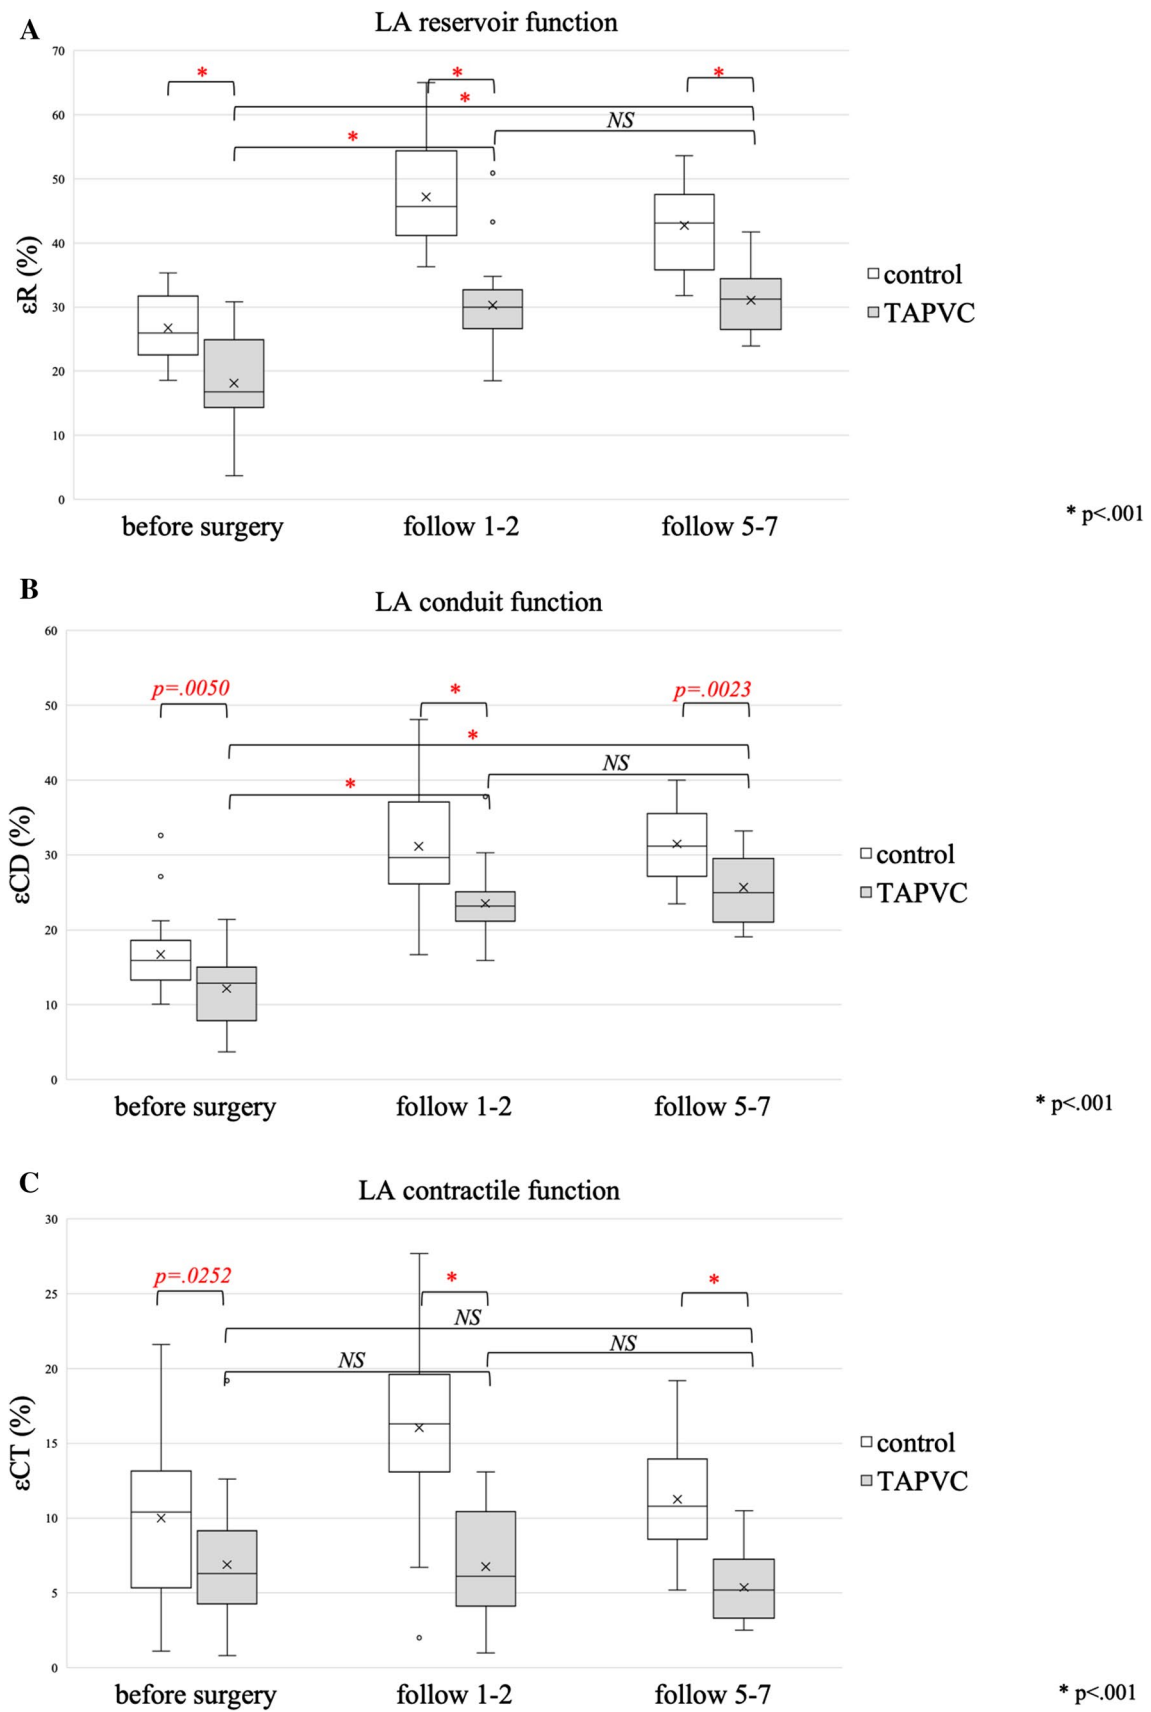 A
LA reservoir function
70
60
50
40
30
20
10
0
εR (%)
*
*
*
*
*
NS
control
TAPVC
before surgery
follow 1-2
follow 5-7
* p<.001
B
LA conduit function
60
50
40
30
20
10
0
εCD (%)
p=.0050
*
p=.0023
*
NS
*
control
TAPVC
before surgery
follow 1-2
follow 5-7
* p<.001
C
LA contractile function
30
25
20
15
10
5
0
εCT (%)
p=.0252
*
*
NS
NS
NS
control
TAPVC
before surgery
follow 1-2
follow 5-7
* p<.001